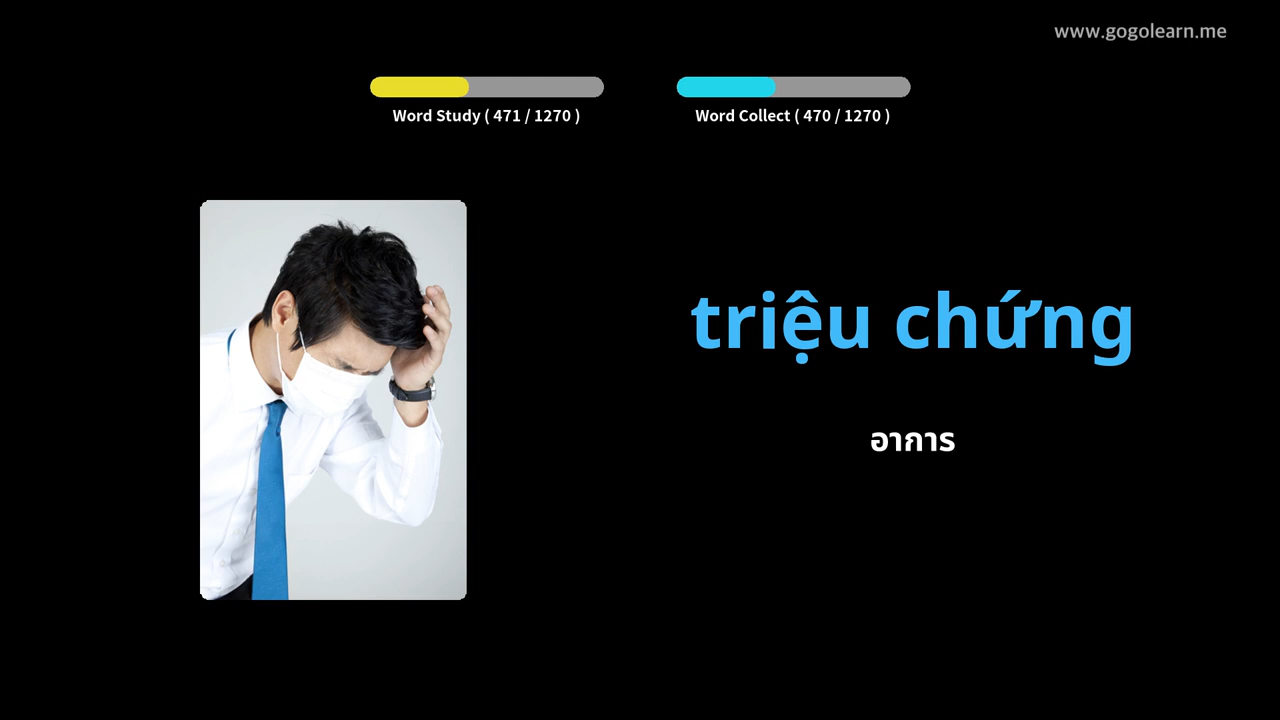 www.gogolearn.me
Word Study ( 471 / 1270 )
Word Collect ( 470 / 1270 )
triệu chứng
อาการ